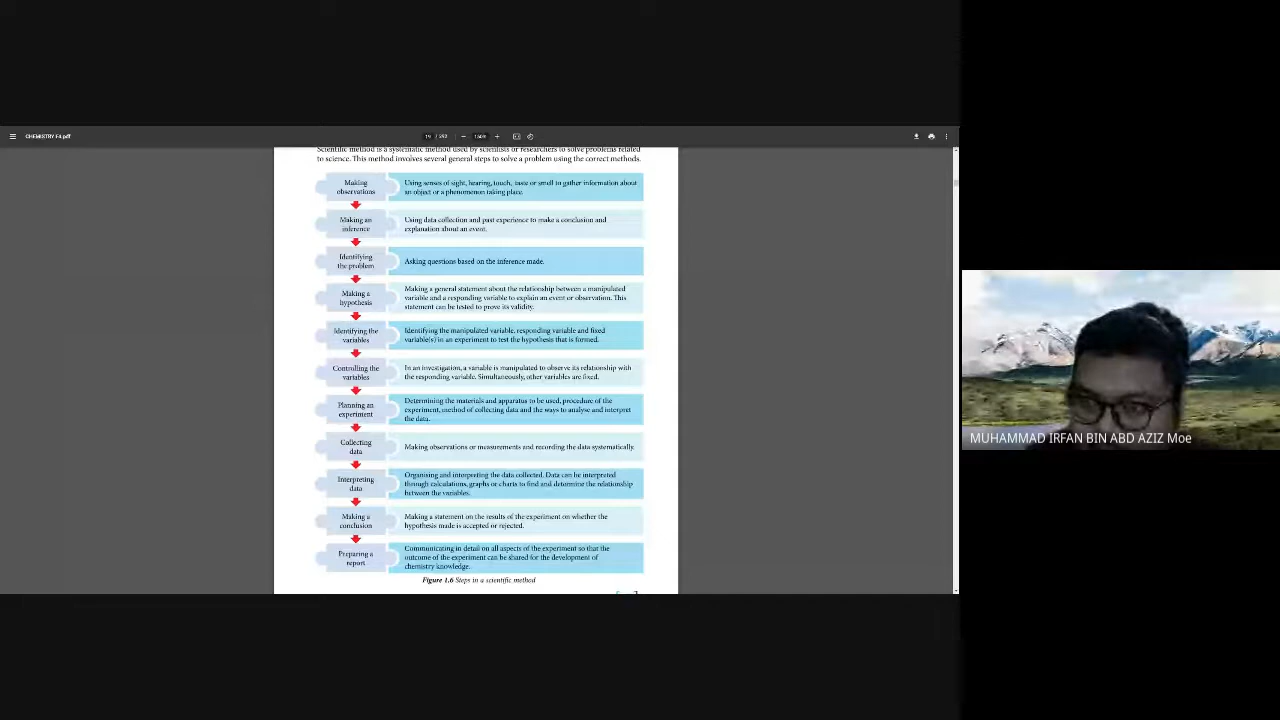 CHEMISTRY F4.pdf
19 / 292
150%
Scientific method is a systematic method used by scientists or researchers to solve problems related
to science. This method involves several general steps to solve a problem using the correct methods.
Making
observations
Using senses of sight, hearing, touch, taste or smell to gather information about
an object or a phenomenon taking place.
Making an
inference
Using data collection and past experience to make a conclusion and
explanation about an event.
Identifying
the problem
Asking questions based on the inference made.
Making a
hypothesis
Making a general statement about the relationship between a manipulated
variable and a responding variable to explain an event or observation. This
statement can be tested to prove its validity.
Identifying the
variables
Identifying the manipulated variable, responding variable and fixed
variable(s) in an experiment to test the hypothesis that is formed.
Controlling the
variables
In an investigation, a variable is manipulated to observe its relationship with
the responding variable. Simultaneously, other variables are fixed.
Planning an
experiment
Determining the materials and apparatus to be used, procedure of the
experiment, method of collecting data and the ways to analyse and interpret
the data.
Collecting
data
Making observations or measurements and recording the data systematically.
Interpreting
data
Organising and interpreting the data collected. Data can be interpreted
through calculations, graphs or charts to find and determine the relationship
between the variables.
Making a
conclusion
Making a statement on the results of the experiment on whether the
hypothesis made is accepted or rejected.
Preparing a
report
Communicating in detail on all aspects of the experiment so that the
outcome of the experiment can be shared for the development of
chemistry knowledge.
Figure 1.6 Steps in a scientific method
MUHAMMAD IRFAN BIN ABD AZIZ Moe